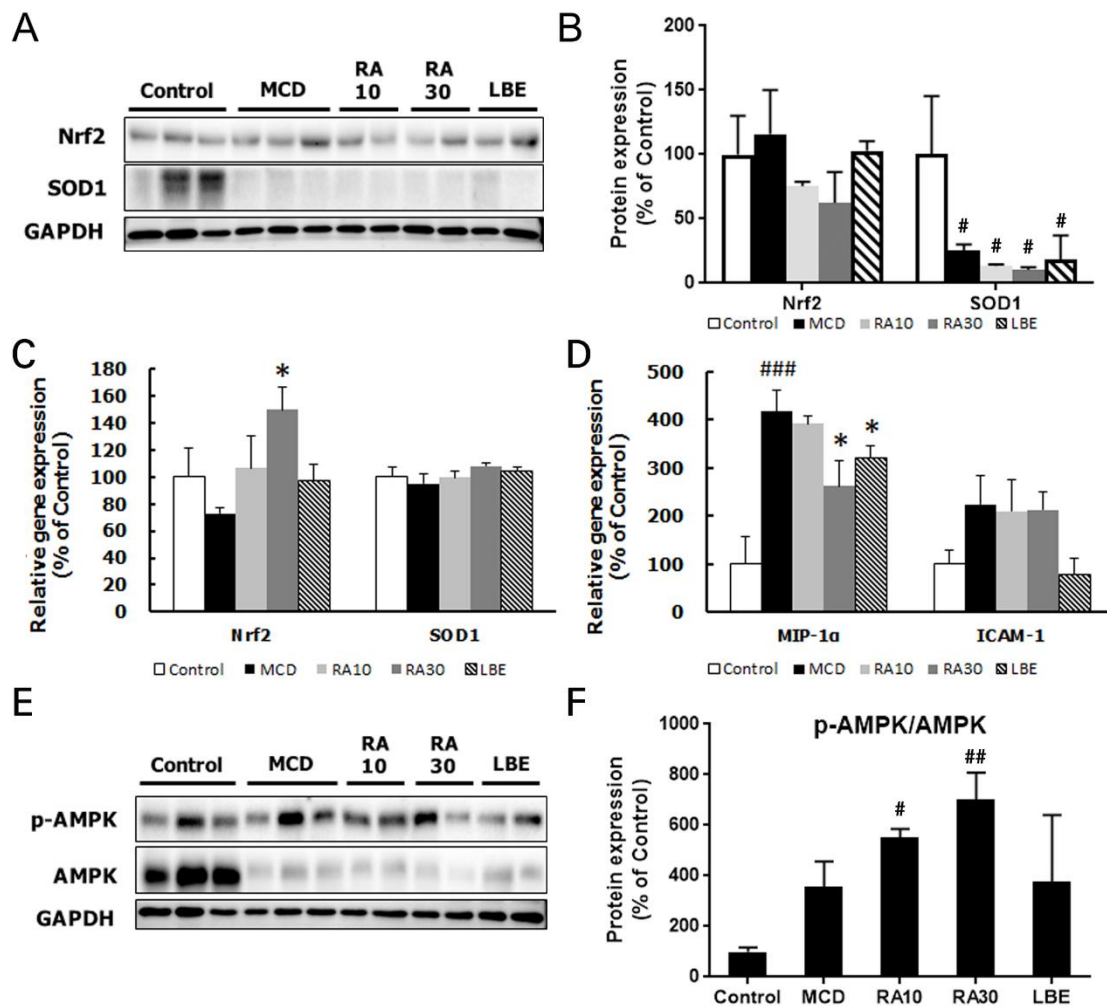 A
Control MCD RA 10 RA 30 LBE
Nrf2
SOD1
GAPDH
B
Protein expression
(% of Control)
200
150
100
50
0
# # # #
Nrf2 SOD1
Control MCD RA10 RA30 LBE
C
Relative gene expression
(% of Control)
180
160
140
120
100
80
60
40
20
0
*
Nrf2 SOD1
Control MCD RA10 RA30 LBE
D
Relative gene expression
(% of Control)
500
400
300
200
100
0
### * *
MIP-1α ICAM-1
Control MCD RA10 RA30 LBE
E
Control MCD RA 10 RA 30 LBE
p-AMPK
AMPK
GAPDH
F
p-AMPK/AMPK
Protein expression
(% of Control)
1000
800
600
400
200
0
# ##
Control MCD RA10 RA30 LBE